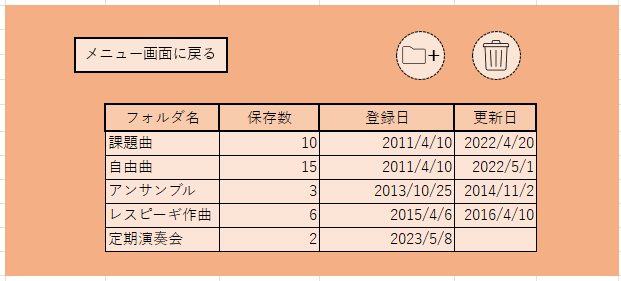 メニュー画面に戻る
フォルダ名 保存数 登録日 更新日
課題曲 10 2011/4/10 2022/4/20
自由曲 15 2011/4/10 2022/5/1
アンサンブル 3 2013/10/25 2014/11/2
レスピーギ作曲 6 2015/4/6 2016/4/10
定期演奏会 2 2023/5/8